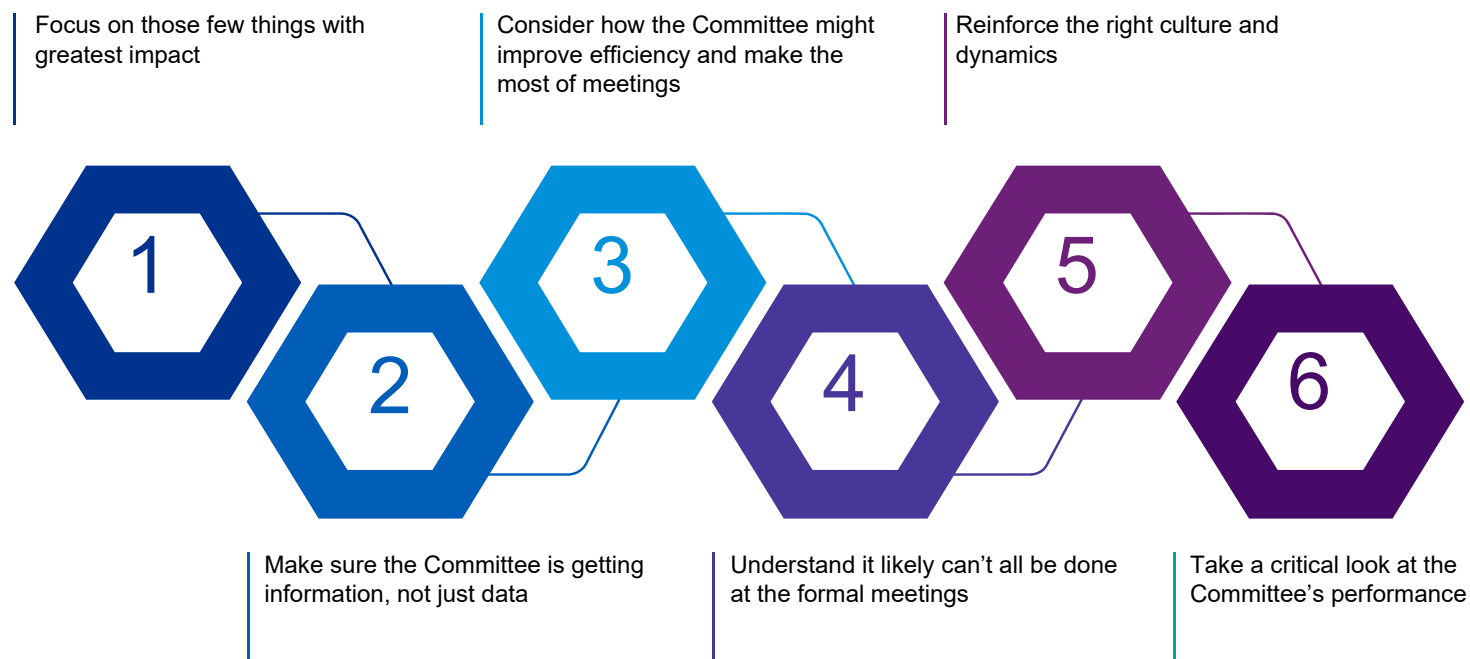 Focus on those few things with
greatest impact
Consider how the Committee might
improve efficiency and make the
most of meetings
Reinforce the right culture and
dynamics
1
2
3
4
5
6
Make sure the Committee is getting
information, not just data
Understand it likely can’t all be done
at the formal meetings
Take a critical look at the
Committee’s performance